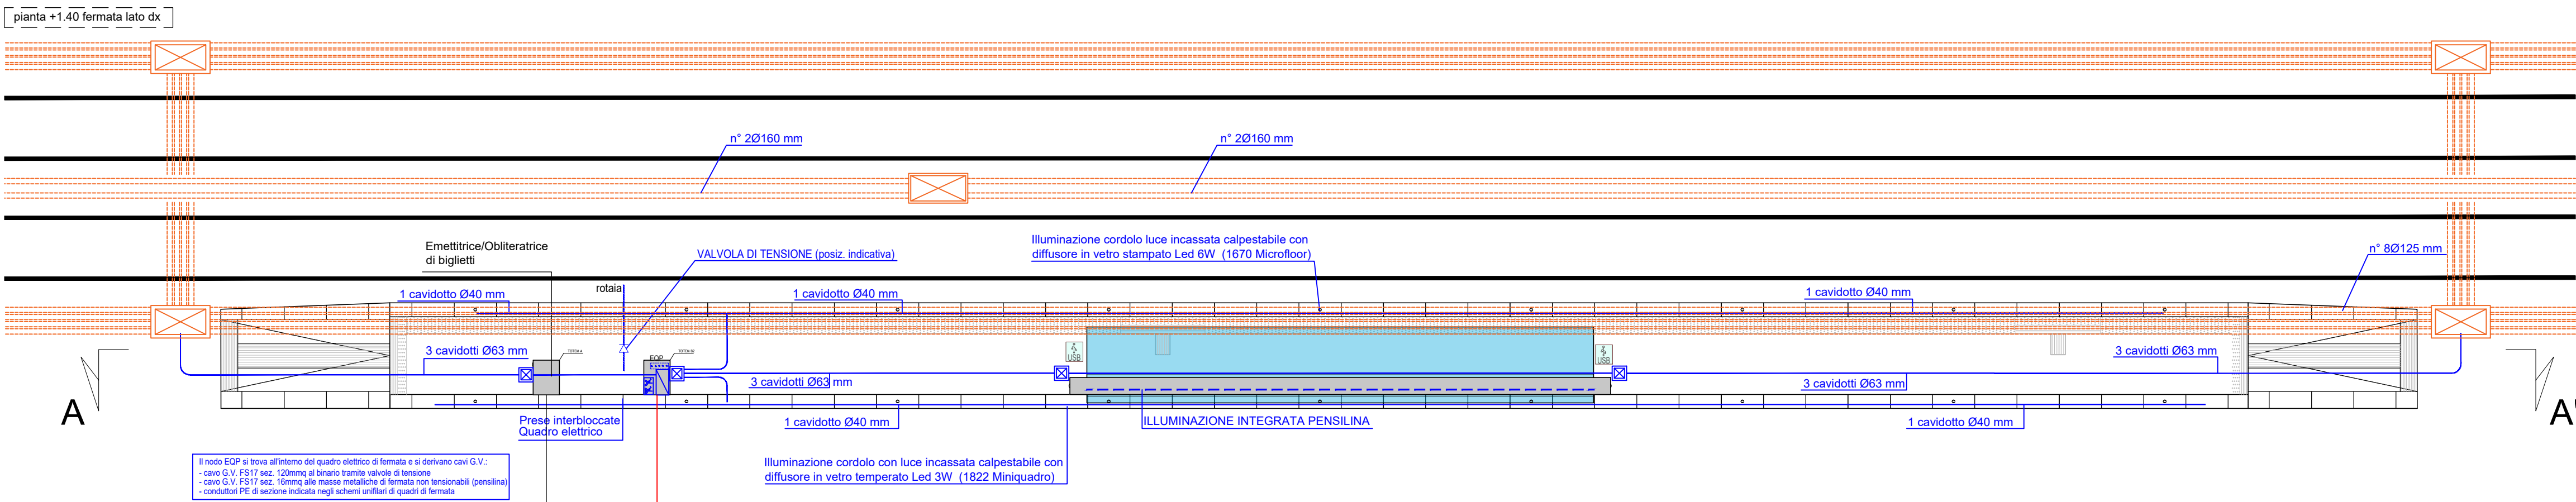 pianta +1.40 fermata lato dx
n° 2Ø160 mm
n° 2Ø160 mm
Emettitrice/Obliteratrice
di biglietti
VALVOLA DI TENSIONE (posiz. indicativa)
Illuminazione cordolo luce incassata calpestabile con
diffusore in vetro stampato Led 6W (1670 Microfloor)
n° 8Ø125 mm
1 cavidotto Ø40 mm
rotaia
1 cavidotto Ø40 mm
1 cavidotto Ø40 mm
3 cavidotti Ø63 mm
EQP
USB
USB
3 cavidotti Ø63 mm
3 cavidotti Ø63 mm
3 cavidotti Ø63 mm
A
A'
Prese interbloccate
Quadro elettrico
1 cavidotto Ø40 mm
ILLUMINAZIONE INTEGRATA PENSILINA
1 cavidotto Ø40 mm
Il nodo EQP si trova all'interno del quadro elettrico di fermata e si derivano cavi G.V.:
- cavo G.V. FS17 sez. 120mmq al binario tramite valvole di tensione
- cavo G.V. FS17 sez. 16mmq alle masse metalliche di fermata non tensionabili (pensilina)
- conduttori PE di sezione indicata negli schemi unifilari di quadri di fermata
Illuminazione cordolo con luce incassata calpestabile con
diffusore in vetro temperato Led 3W (1822 Miniquadro)